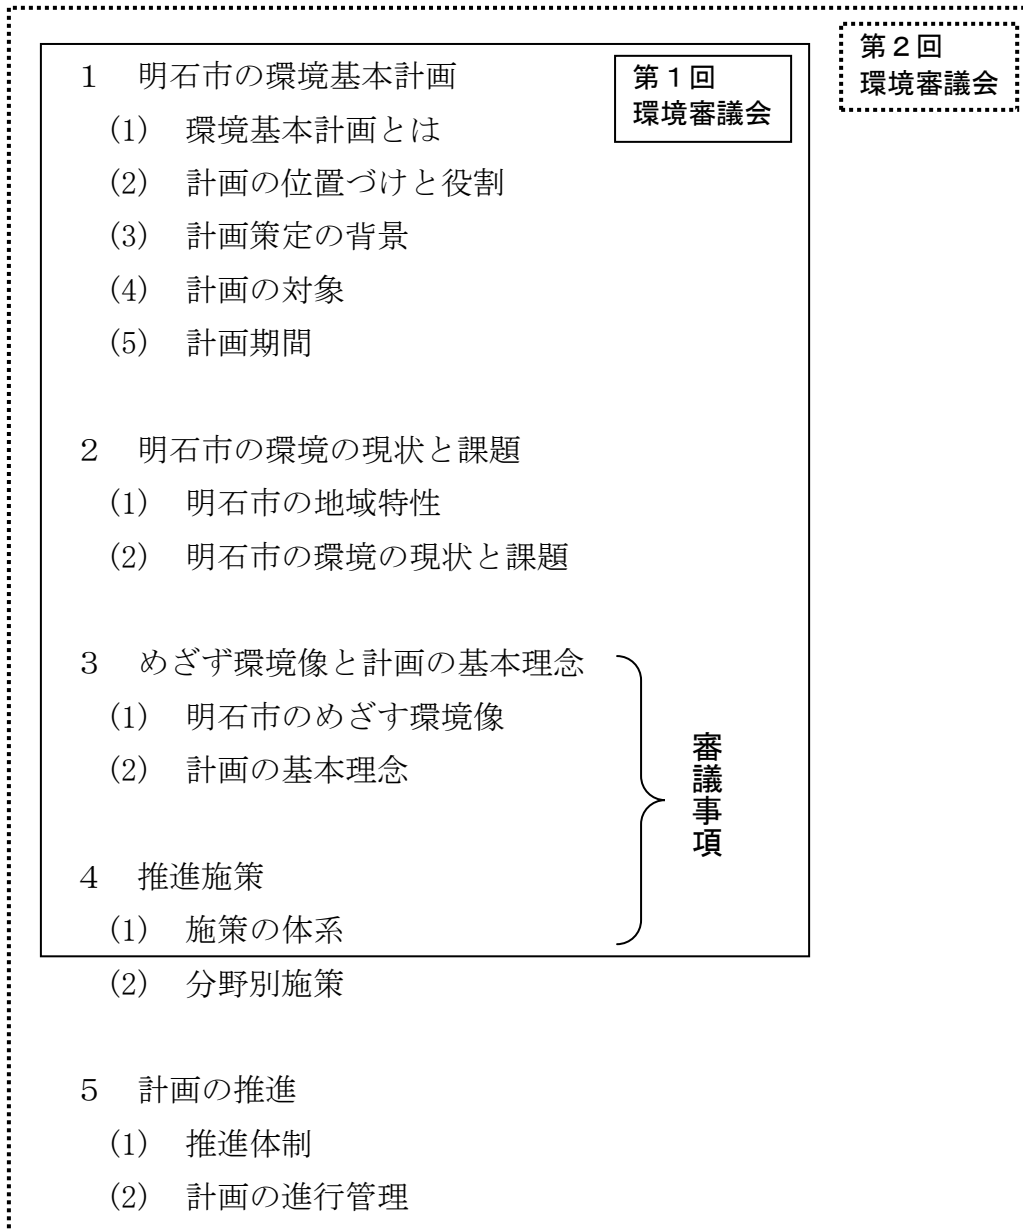 第２回
環境審議会
第１回
環境審議会
１　明石市の環境基本計画
(1)　環境基本計画とは
(2)　計画の位置づけと役割
(3)　計画策定の背景
(4)　計画の対象
(5)　計画期間
２　明石市の環境の現状と課題
(1)　明石市の地域特性
(2)　明石市の環境の現状と課題
３　めざず環境像と計画の基本理念
(1)　明石市のめざす環境像
(2)　計画の基本理念
審議事項
４　推進施策
(1)　施策の体系
(2)　分野別施策
５　計画の推進
(1)　推進体制
(2)　計画の進行管理